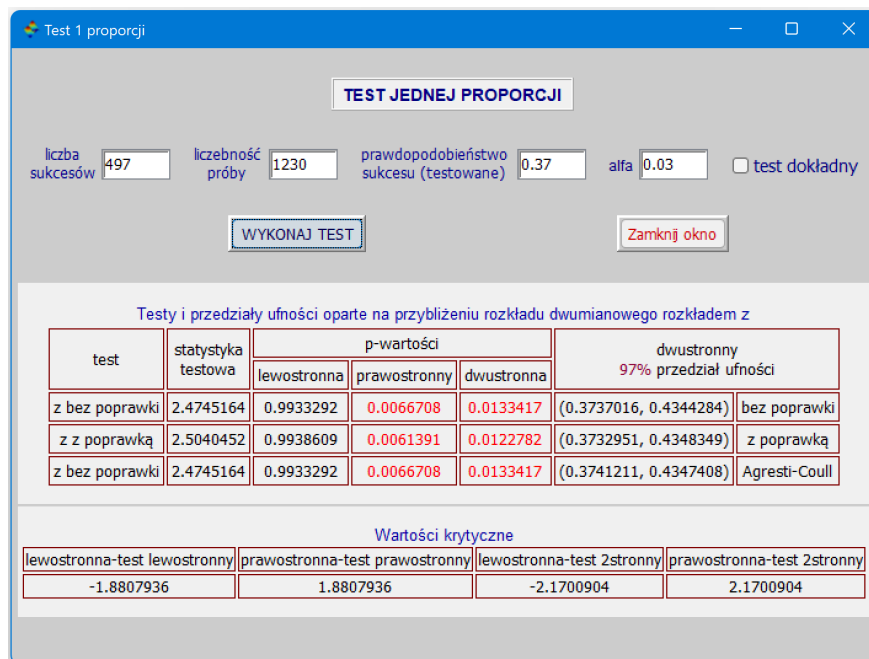 Test 1 proporcji
TEST JEDNEJ PROPORCJI
liczba sukcesów 497 liczebność próby 1230 prawdopodobieństwo sukcesu (testowane) 0.37 alfa 0.03 test dokładny
WYKONAJ TEST Zamknij okno
Testy i przedziały ufności oparte na przybliżeniu rozkładu dwumianowego rozkładem z
test statystyka testowa p-wartości dwustronny 97% przedział ufności
lewostronna prawostronny dwustronna
z bez poprawki 2.4745164 0.9933292 0.0066708 0.0133417 (0.3737016, 0.4344284) bez poprawki
z z poprawką 2.5040452 0.9938609 0.0061391 0.0122782 (0.3732951, 0.4348349) z poprawką
z bez poprawki 2.4745164 0.9933292 0.0066708 0.0133417 (0.3741211, 0.4347408) Agresti-Coull
Wartości krytyczne
lewostronna-test lewostronny prawostronna-test prawostronny lewostronna-test 2stronny prawostronna-test 2stronny
-1.8807936 1.8807936 -2.1700904 2.1700904